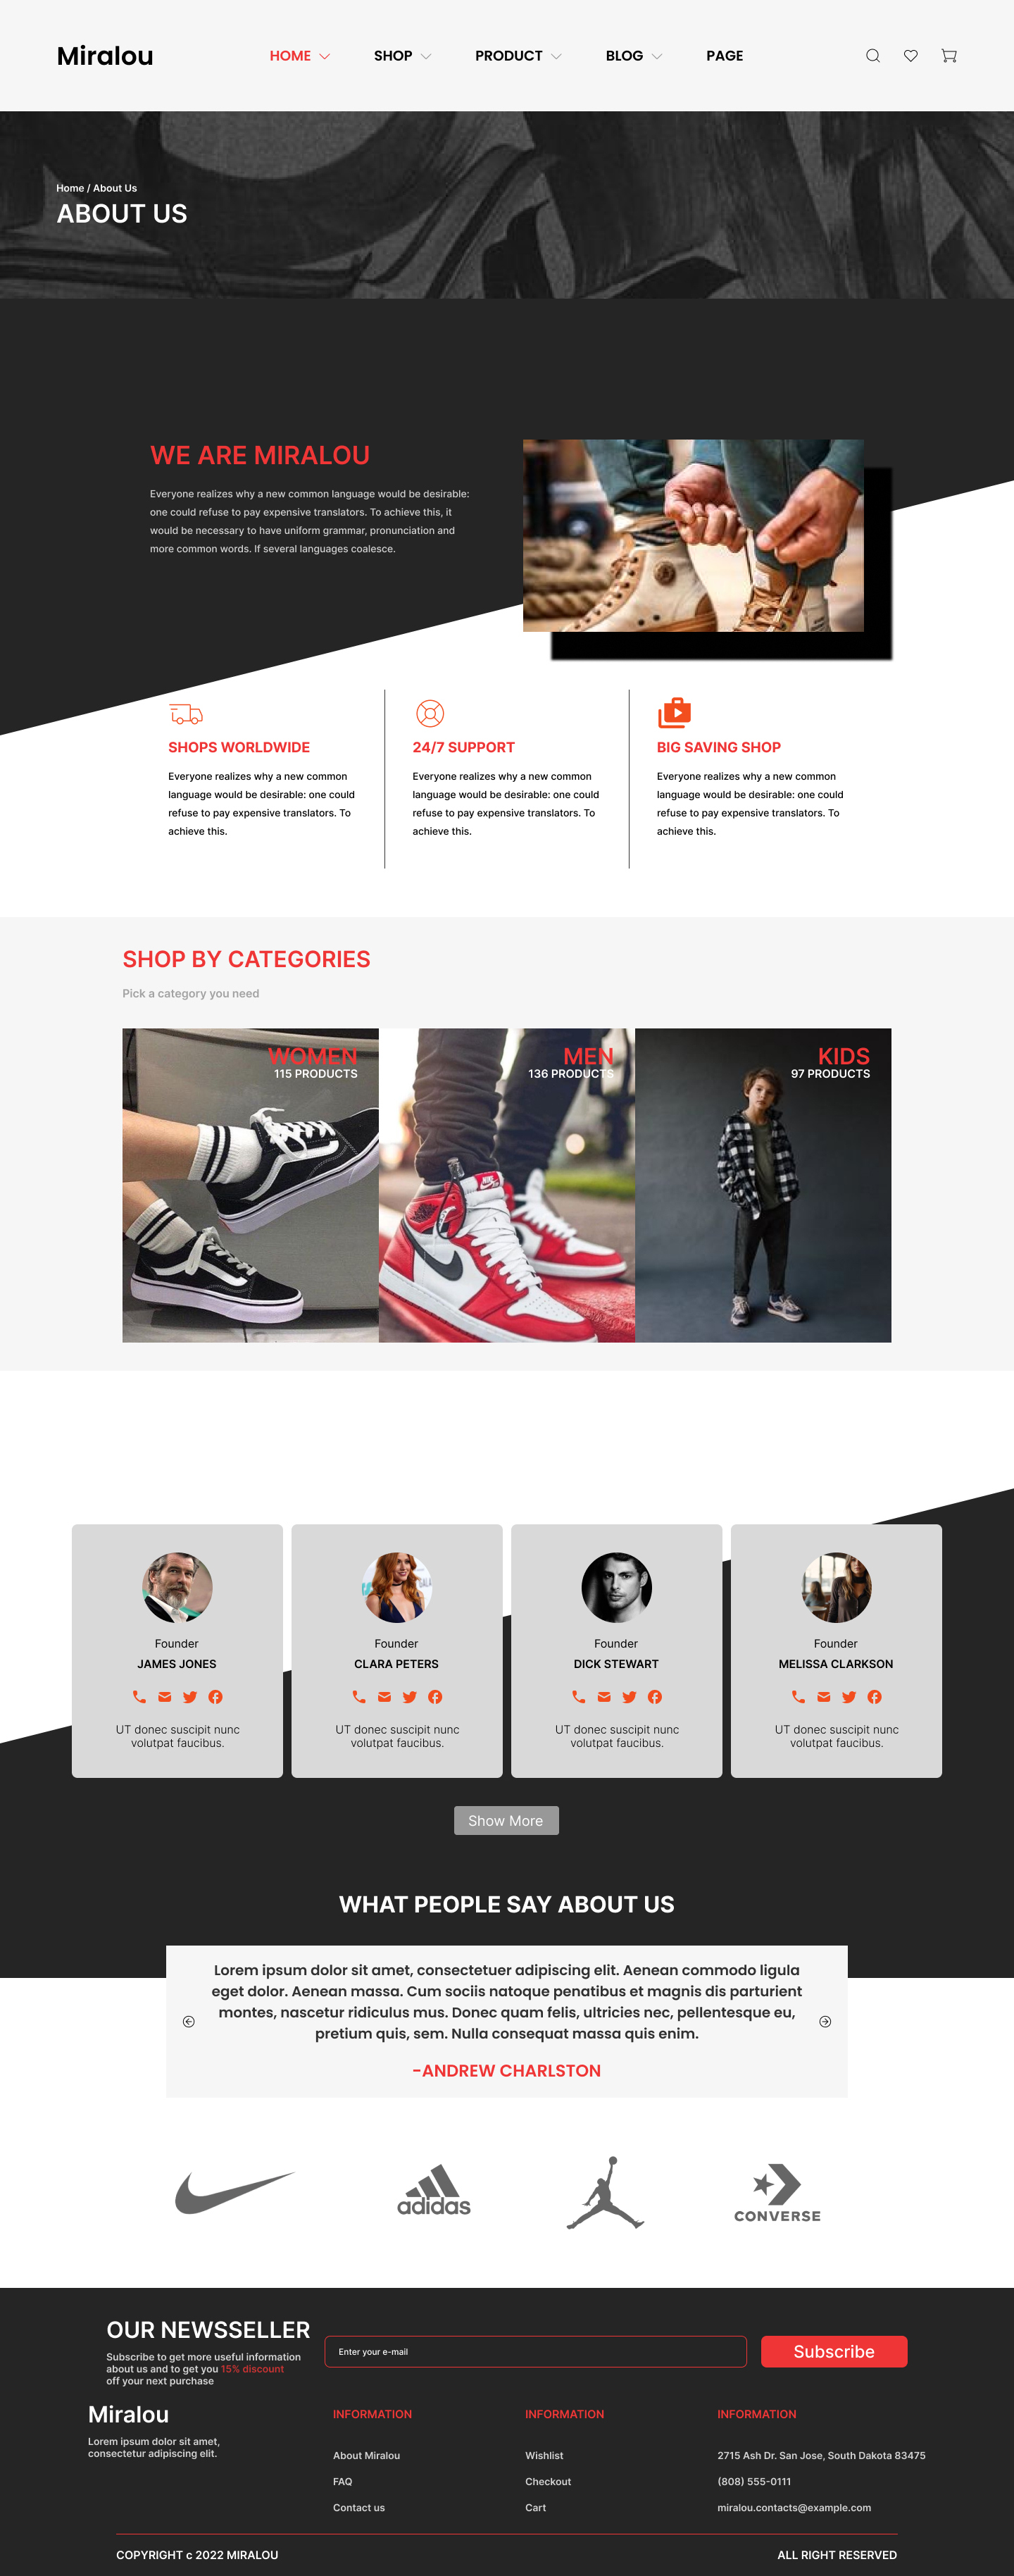 Miralou
HOME
SHOP
PRODUCT
BLOG
PAGE
Home / About Us
ABOUT US
WE ARE MIRALOU
Everyone realizes why a new common language would be desirable:
one could refuse to pay expensive translators. To achieve this, it
would be necessary to have uniform grammar, pronunciation and
more common words. If several languages coalesce.
SHOPS WORLDWIDE
Everyone realizes why a new common
language would be desirable: one could
refuse to pay expensive translators. To
achieve this.
24/7 SUPPORT
Everyone realizes why a new common
language would be desirable: one could
refuse to pay expensive translators. To
achieve this.
BIG SAVING SHOP
Everyone realizes why a new common
language would be desirable: one could
refuse to pay expensive translators. To
achieve this.
SHOP BY CATEGORIES
Pick a category you need
WOMEN
115 PRODUCTS
MEN
136 PRODUCTS
KIDS
97 PRODUCTS
Founder
JAMES JONES
UT donec suscipit nunc
volutpat faucibus.
Founder
CLARA PETERS
UT donec suscipit nunc
volutpat faucibus.
Founder
DICK STEWART
UT donec suscipit nunc
volutpat faucibus.
Founder
MELISSA CLARKSON
UT donec suscipit nunc
volutpat faucibus.
Show More
WHAT PEOPLE SAY ABOUT US
Lorem ipsum dolor sit amet, consectetuer adipiscing elit. Aenean commodo ligula
eget dolor. Aenean massa. Cum sociis natoque penatibus et magnis dis parturient
montes, nascetur ridiculus mus. Donec quam felis, ultricies nec, pellentesque eu,
pretium quis, sem. Nulla consequat massa quis enim.
-ANDREW CHARLSTON
adidas
CONVERSE
OUR NEWSSELLER
Subscribe to get more useful information
about us and to get you 15% discount
off your next purchase
Enter your e-mail
Subscribe
Miralou
Lorem ipsum dolor sit amet,
consectetur adipiscing elit.
INFORMATION
About Miralou
FAQ
Contact us
INFORMATION
Wishlist
Checkout
Cart
INFORMATION
2715 Ash Dr. San Jose, South Dakota 83475
(808) 555-0111
miralou.contacts@example.com
COPYRIGHT c 2022 MIRALOU
ALL RIGHT RESERVED